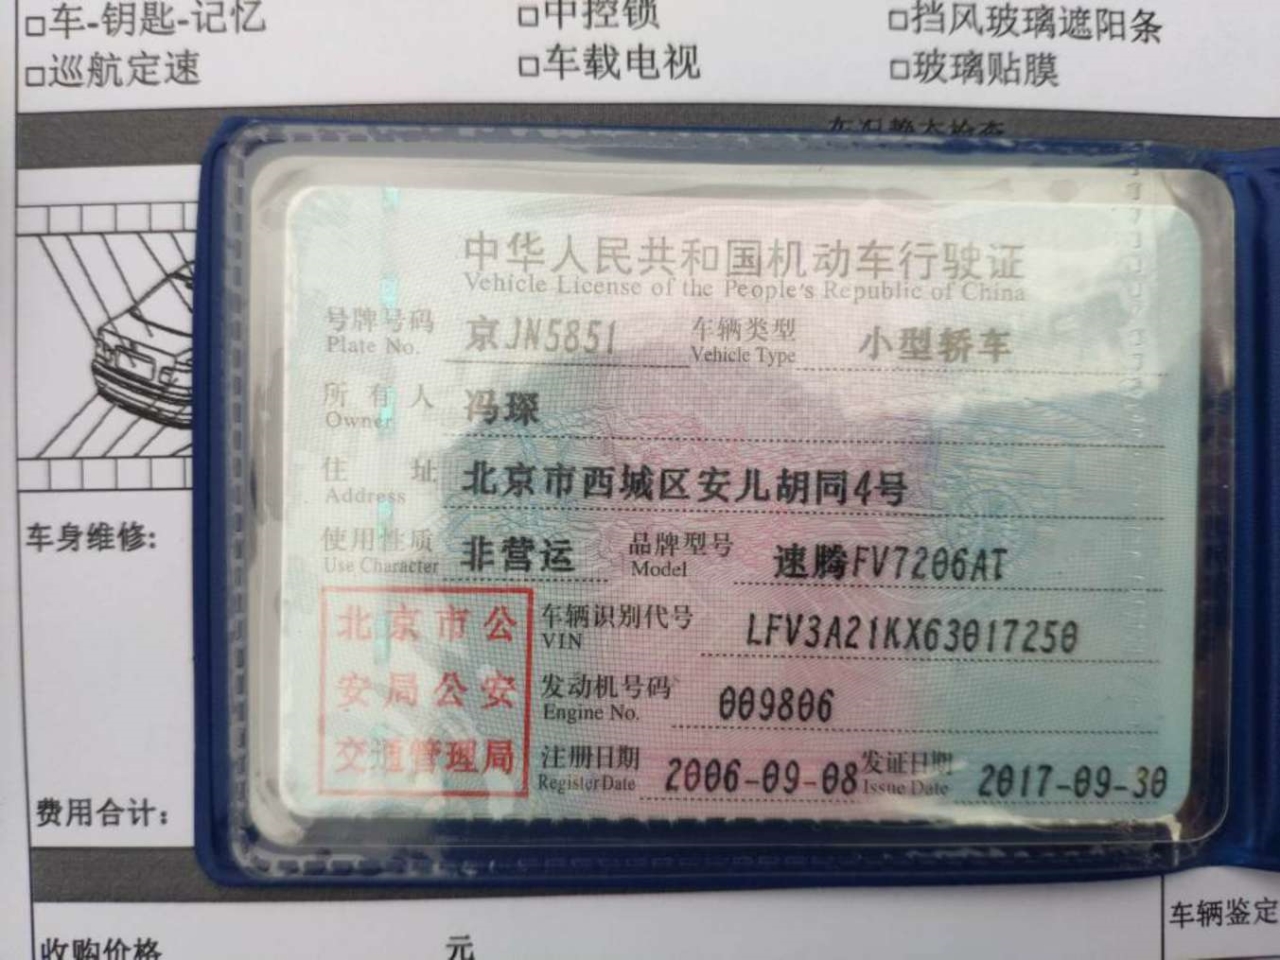 □车-钥匙-记忆 □中控锁 □挡风玻璃遮阳条
□巡航定速 □车载电视 □玻璃贴膜
中华人民共和国机动车行驶证
Vehicle License of the People's Republic of China
号牌号码 京JN5851 车辆类型 小型轿车
Plate No. Vehicle Type
所有人 冯琛
Owner
住址 北京市西城区安儿胡同4号
Address
使用性质 非营运 品牌型号 速腾FV7206AT
Use Character Model
车身维修:
北京市公 车辆识别代号 LFV3A21KX63017250
VIN
安局公安 发动机号码 009806
Engine No.
交通管理局 注册日期 2006-09-08 发证日期 2017-09-30
Register Date Issue Date
费用合计:
车辆鉴定
收购价格 元